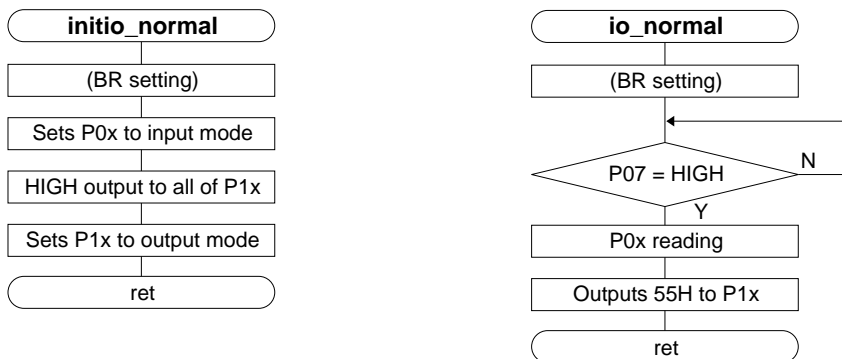 initio_normal
(BR setting)
Sets P0x to input mode
HIGH output to all of P1x
Sets P1x to output mode
ret
io_normal
(BR setting)
P07 = HIGH
N
Y
P0x reading
Outputs 55H to P1x
ret